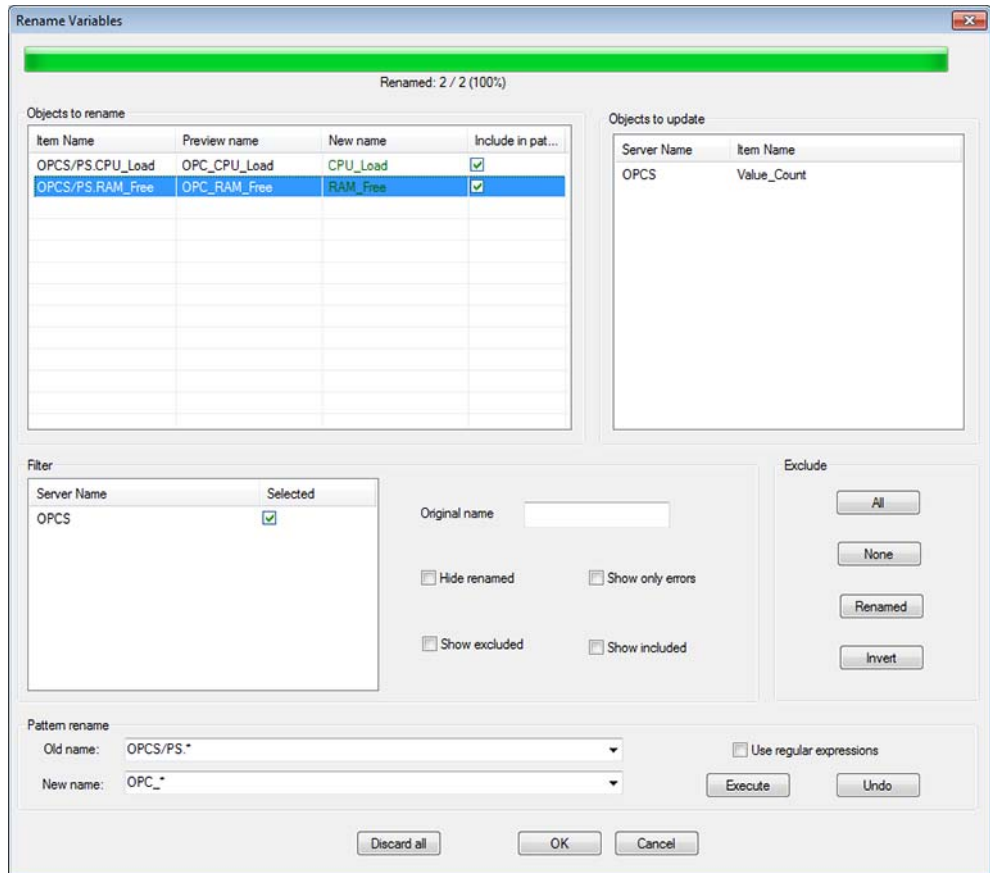 Rename Variables
Renamed: 2 / 2 (100%)
Objects to rename
Item Name Preview name New name Include in pat...
OPCS/PS.CPU_Load OPC_CPU_Load CPU_Load
OPCS/PS.RAM_Free OPC_RAM_Free RAM_Free
Objects to update
Server Name Item Name
OPCS Value_Count
Filter
Server Name Selected
OPCS
Original name
Hide renamed Show only errors
Show excluded Show included
Exclude
All
None
Renamed
Invert
Pattern rename
Old name: OPCS/PS.* Use regular expressions
New name: OPC_* Execute Undo
Discard all OK Cancel